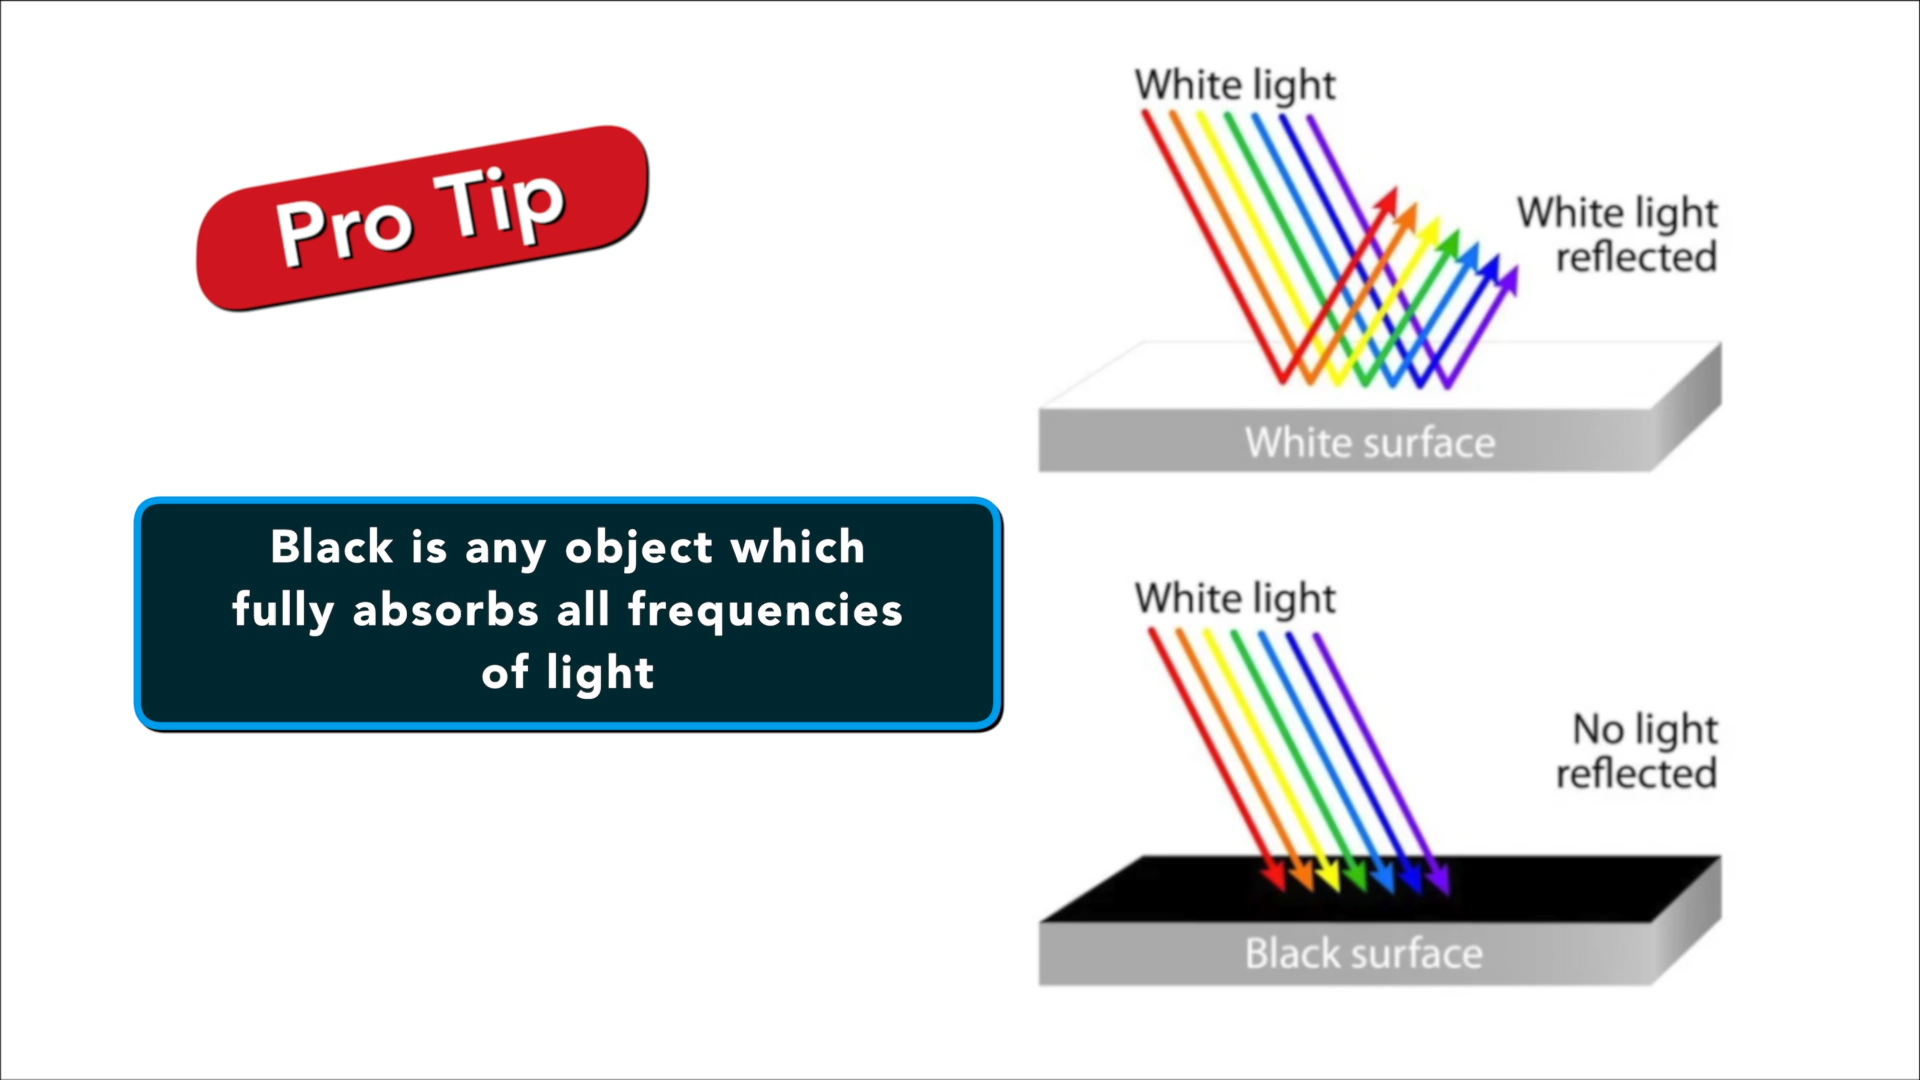 Pro Tip
Black is any object which
fully absorbs all frequencies
of light
White light
White light
reflected
White surface
White light
No light
reflected
Black surface